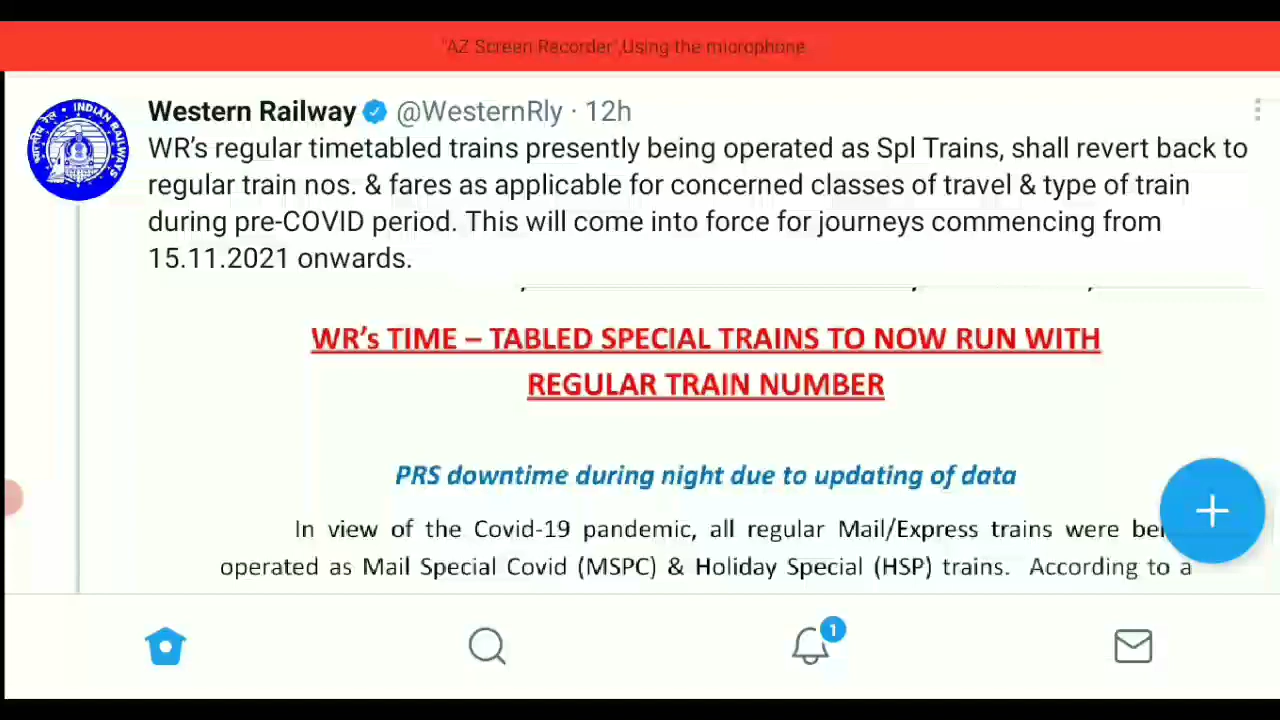 'AZ Screen Recorder',Using the microphone
Western Railway @WesternRly · 12h
WR's regular timetabled trains presently being operated as Spl Trains, shall revert back to
regular train nos. & fares as applicable for concerned classes of travel & type of train
during pre-COVID period. This will come into force for journeys commencing from
15.11.2021 onwards.
WR's TIME – TABLED SPECIAL TRAINS TO NOW RUN WITH
REGULAR TRAIN NUMBER
PRS downtime during night due to updating of data
In view of the Covid-19 pandemic, all regular Mail/Express trains were
operated as Mail Special Covid (MSPC) & Holiday Special (HSP) trains. According to a
INDIAN RAILWAYS
भारतीय रेल
1